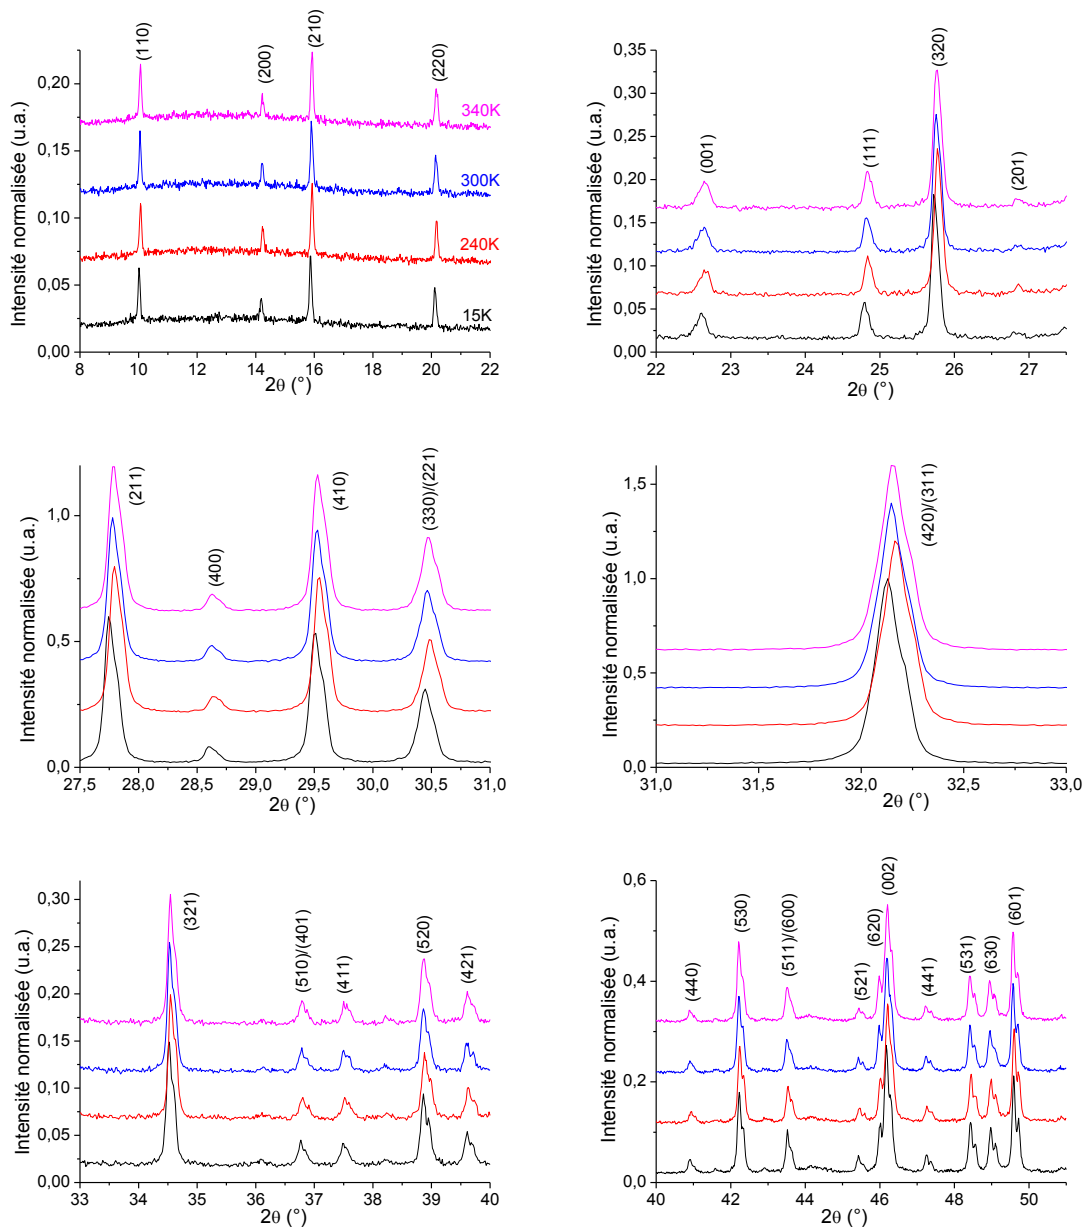 (110)
(200)
(210)
(220)
0,20
0,15
0,10
0,05
0,00
340K
300K
240K
15K
8 10 12 14 16 18 20 22
2θ (°)
Intensité normalisée (u.a.)
(001)
(111)
(320)
(201)
0,35
0,30
0,25
0,20
0,15
0,10
0,05
0,00
22 23 24 25 26 27
2θ (°)
Intensité normalisée (u.a.)
(211)
(400)
(410)
(330)/(221)
1,0
0,5
0,0
27,5 28,0 28,5 29,0 29,5 30,0 30,5 31,0
2θ (°)
Intensité normalisée (u.a.)
(420)/(311)
1,5
1,0
0,5
0,0
31,0 31,5 32,0 32,5 33,0
2θ (°)
Intensité normalisée (u.a.)
(321)
(510)/(401)
(411)
(520)
(421)
0,30
0,25
0,20
0,15
0,10
0,05
0,00
33 34 35 36 37 38 39 40
2θ (°)
Intensité normalisée (u.a.)
(440)
(530)
(511)/(600)
(521)
(620)
(002)
(441)
(531)
(630)
(601)
0,6
0,4
0,2
0,0
40 42 44 46 48 50
2θ (°)
Intensité normalisée (u.a.)